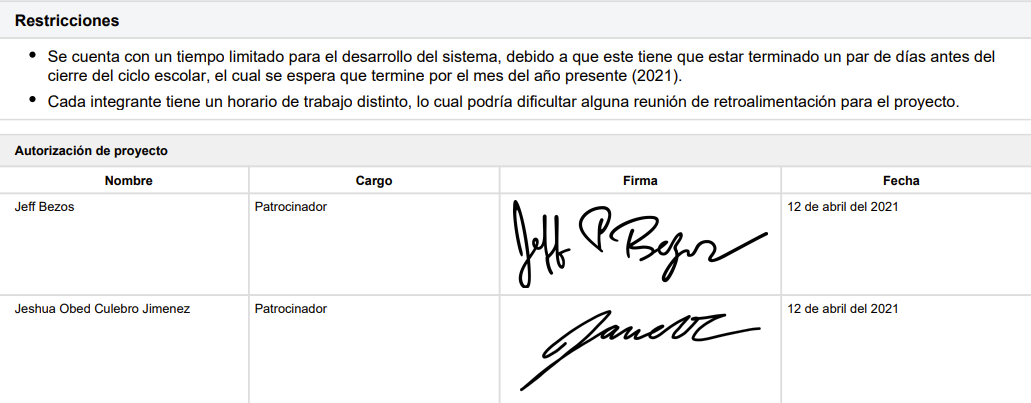 Restricciones
• Se cuenta con un tiempo limitado para el desarrollo del sistema, debido a que este tiene que estar terminado un par de días antes del
cierre del ciclo escolar, el cual se espera que termine por el mes del año presente (2021).
• Cada integrante tiene un horario de trabajo distinto, lo cual podría dificultar alguna reunión de retroalimentación para el proyecto.
Autorización de proyecto
Nombre Cargo Firma Fecha
Jeff Bezos Patrocinador Jeff P Bezos 12 de abril del 2021
Jeshua Obed Culebro Jimenez Patrocinador 12 de abril del 2021